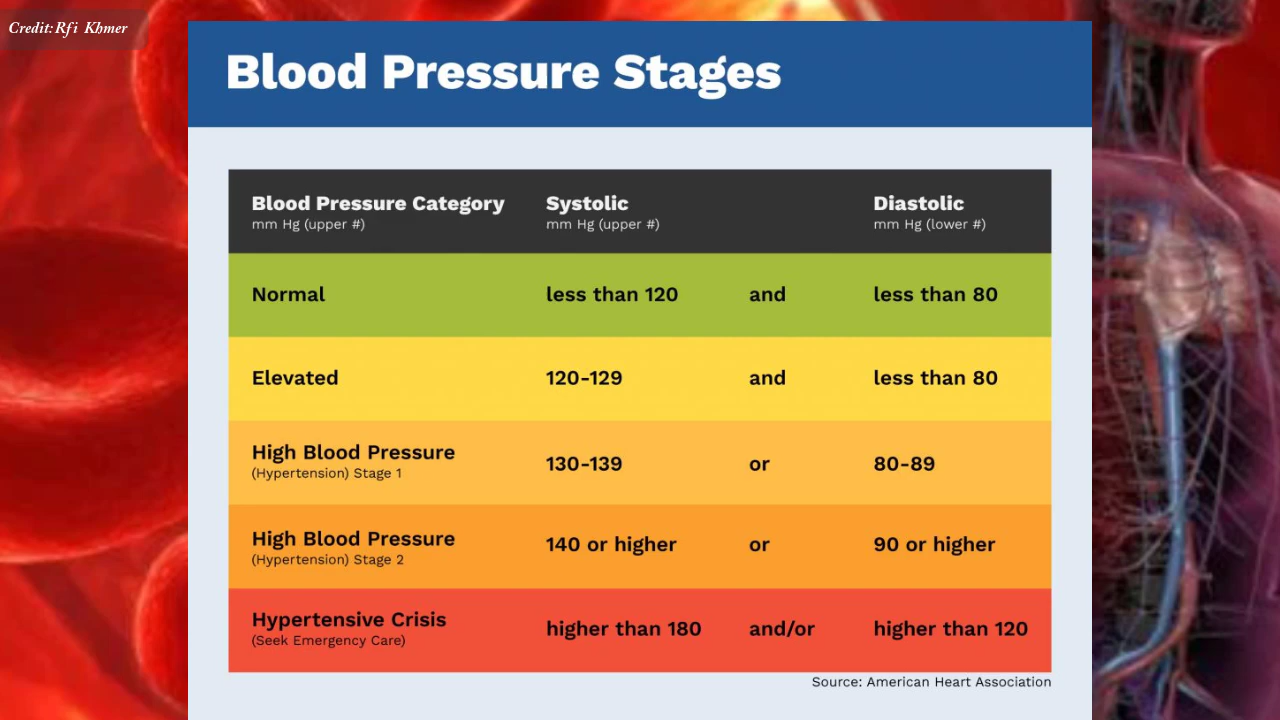 Credit:Rfi Khmer
Blood Pressure Stages
Blood Pressure Category Systolic Diastolic
mm Hg (upper #) mm Hg (upper #) mm Hg (lower #)
Normal less than 120 and less than 80
Elevated 120-129 and less than 80
High Blood Pressure
(Hypertension) Stage 1
130-139 or 80-89
High Blood Pressure
(Hypertension) Stage 2
140 or higher or 90 or higher
Hypertensive Crisis
(Seek Emergency Care)
higher than 180 and/or higher than 120
Source: American Heart Association